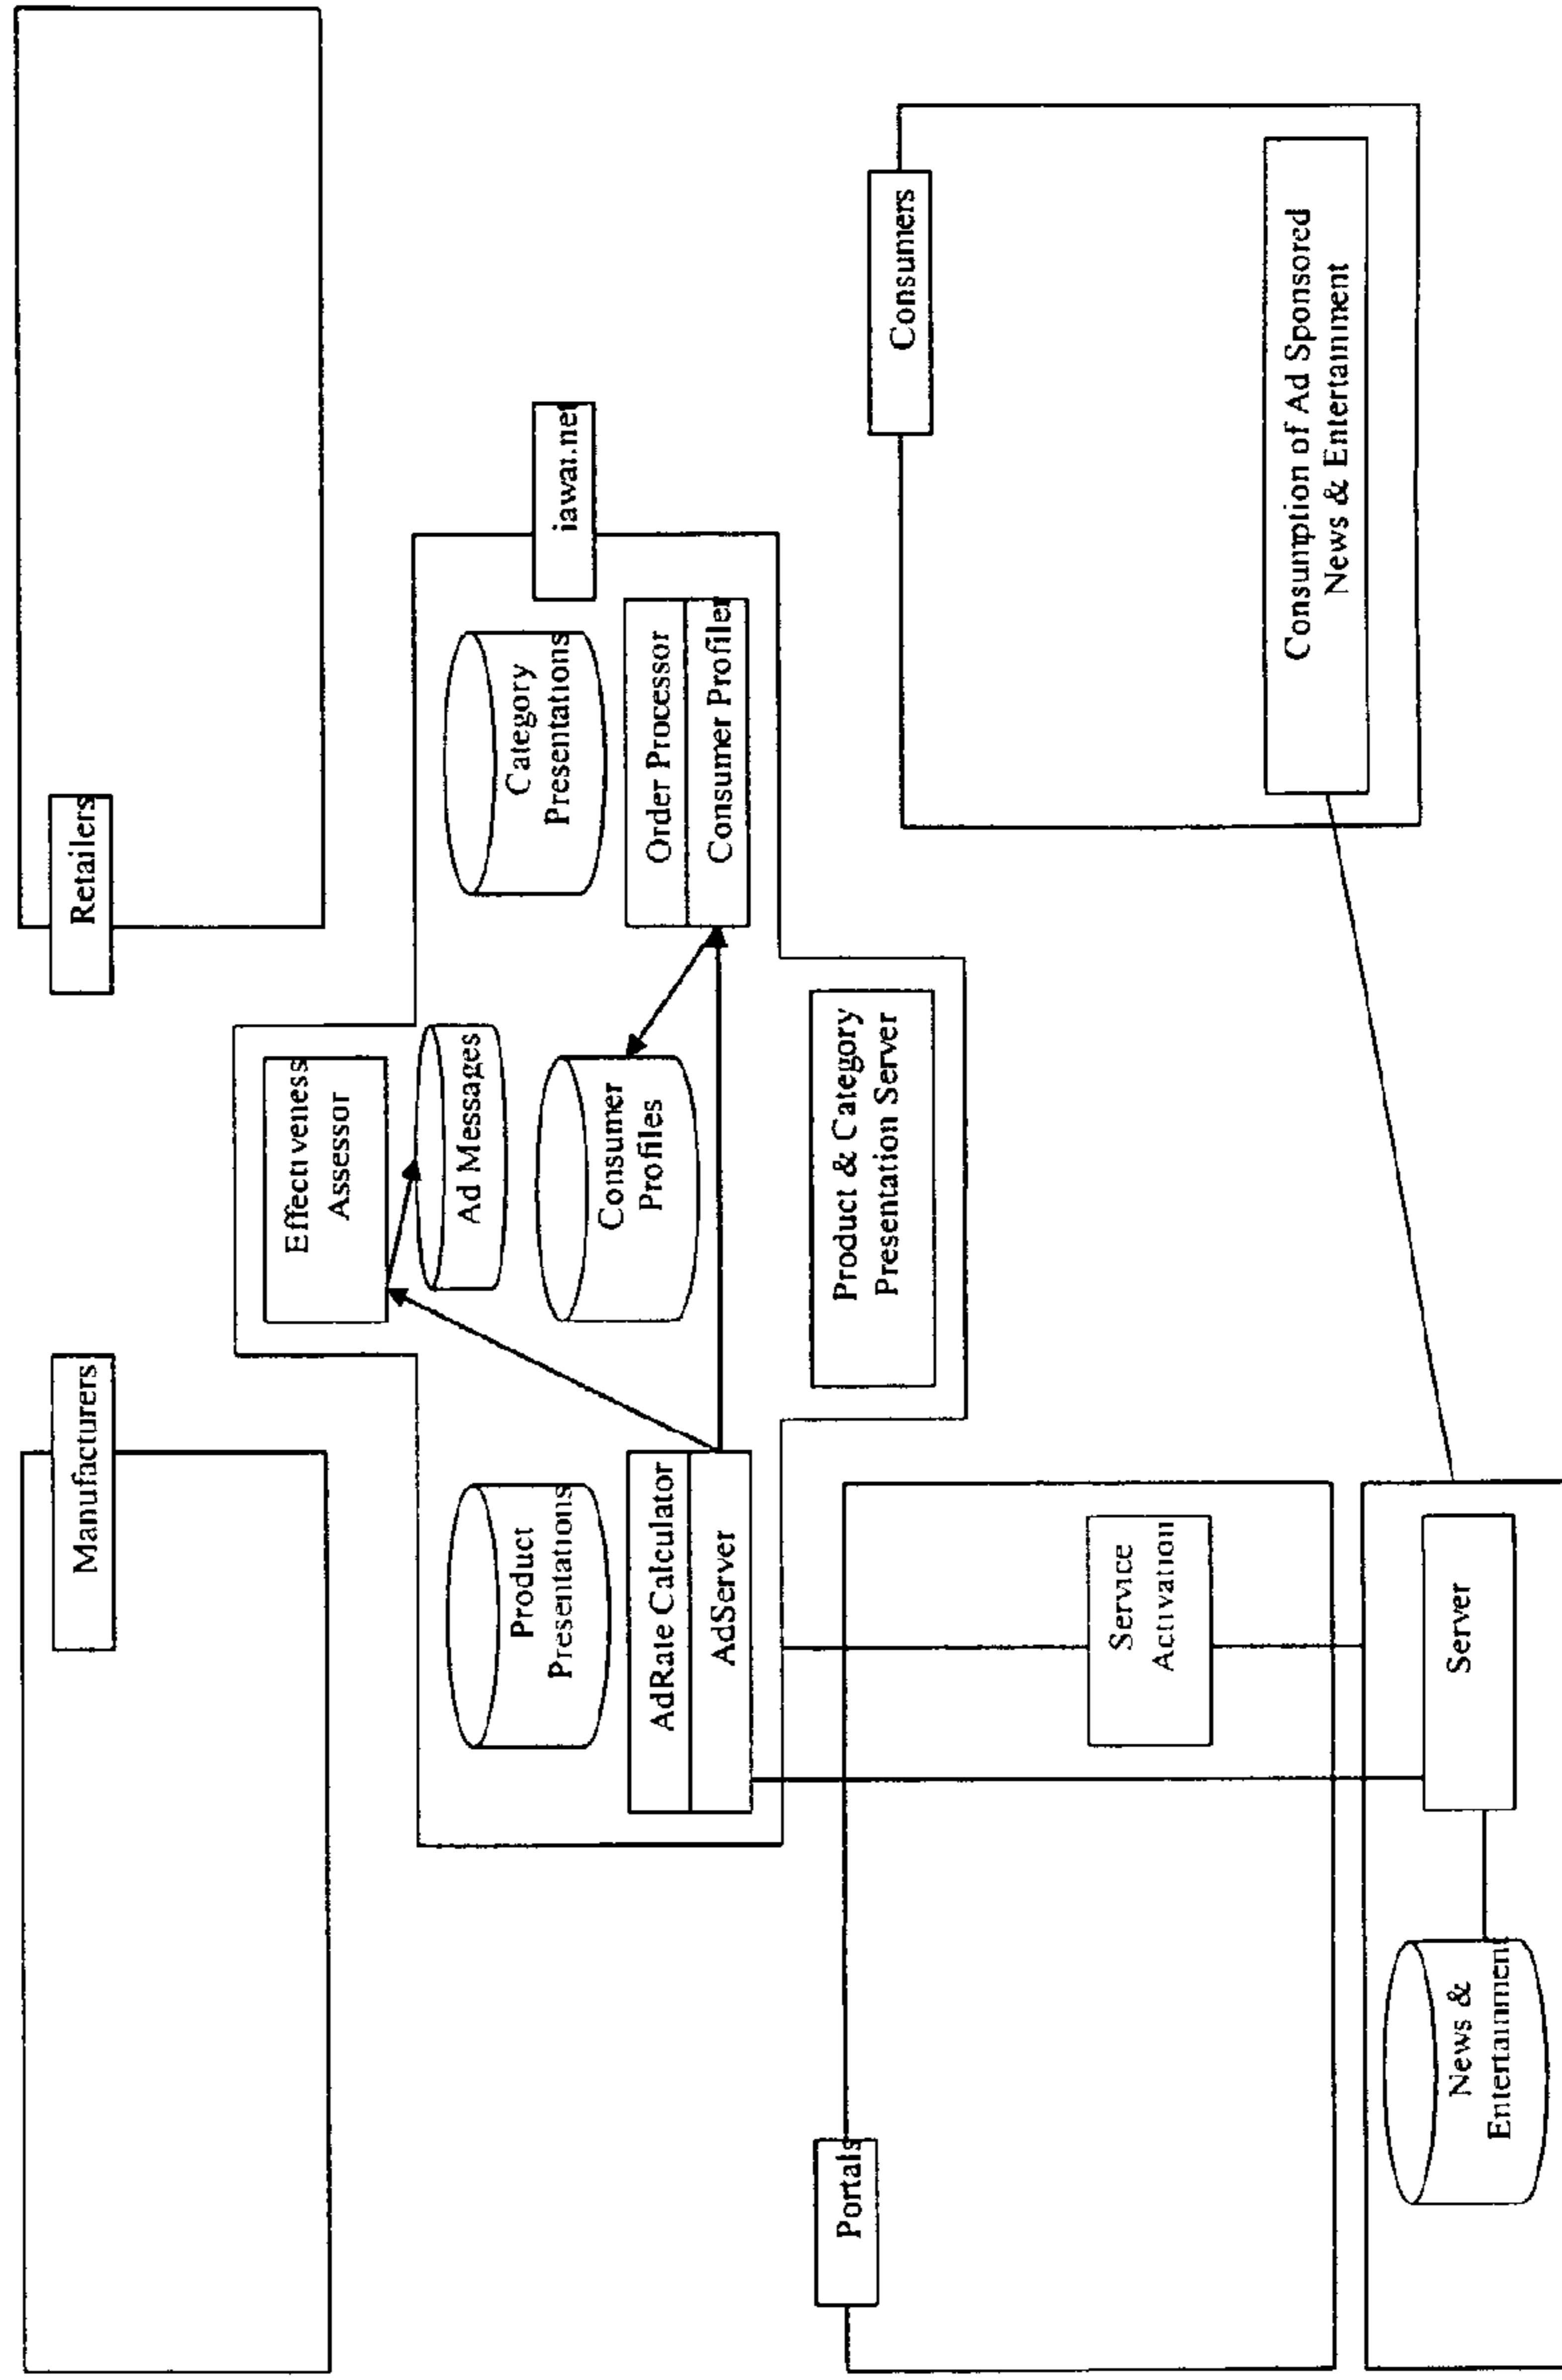 Manufacturers
Retailers
Effectiveness
Assessor
Ad Messages
Product
Presentations
Category
Presentations
iawai.net
Consumer
Profiles
AdRate Calculator
AdServer
Order Processor
Consumer Profiler
Product & Category
Presentation Server
Portals
Consumers
Service
Activation
Consumption of Ad Sponsored
News & Entertainment
News &
Entertainment
Server